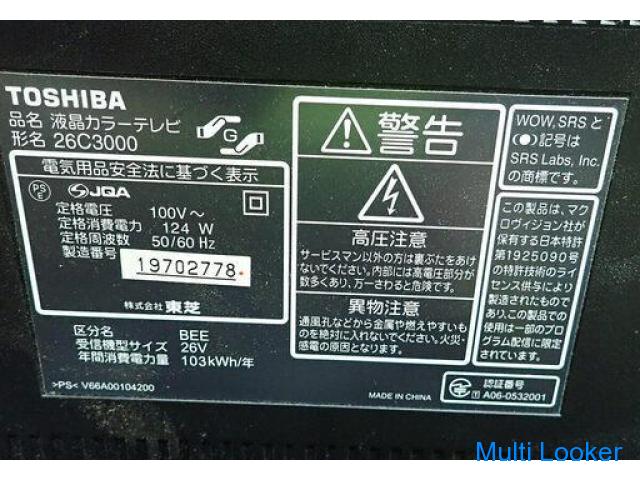 TOSHIBA
品名 液晶カラーテレビ
形名 26C3000
G
電気用品安全法に基づく表示
PS
E
JQA
定格電圧 100V～
定格消費電力 124 W
定格周波数 50/60 Hz
製造番号
19702778
株式会社 東芝
区分名 BEE
受信機型サイズ 26V
年間消費電力量 103kWh/年
>PS< V66A00104200
警告
高圧注意
サービスマン以外の方は裏ぶたをあけ
ないでください。内部には高電圧部分が
数多くあり、万一さわると危険です。
異物注意
通風孔などから金属や燃えやすいもの
を絶対に入れないでください。火災、
感電の原因となります。
MADE IN CHINA
WOW, SRS と
(●)記号は
SRS Labs, Inc.
の商標です。
この製品は、マク
ロヴィジョン社が
保有する日本特許
第1925090号
の特許技術のライ
センス供与により
製造されたもので
あり、この製品での
使用は一部のプロ
グラム配信に限定
されています。
認証番号
T A06-0532001
Multi Looker